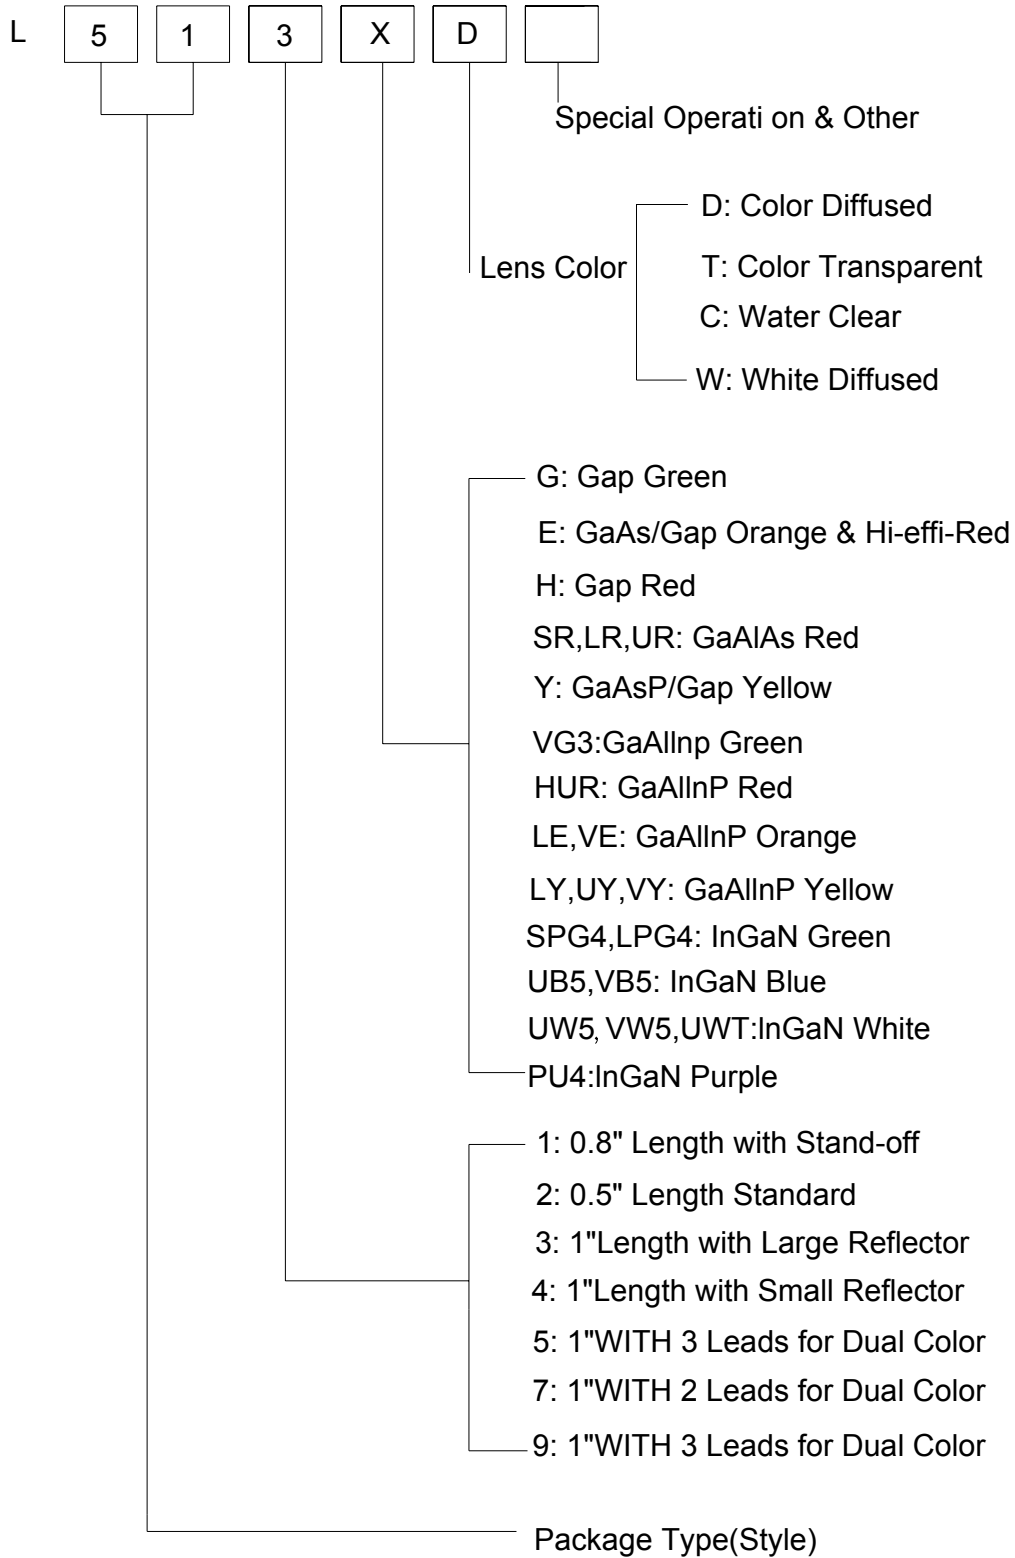 L 5 1 3 X D
Special Operati on & Other
D: Color Diffused
Lens Color T: Color Transparent
C: Water Clear
W: White Diffused
G: Gap Green
E: GaAs/Gap Orange & Hi-effi-Red
H: Gap Red
SR,LR,UR: GaAlAs Red
Y: GaAsP/Gap Yellow
VG3:GaAlInp Green
HUR: GaAlInP Red
LE,VE: GaAlInP Orange
LY,UY,VY: GaAlInP Yellow
SPG4,LPG4: InGaN Green
UB5,VB5: InGaN Blue
UW5, VW5,UWT:InGaN White
PU4:InGaN Purple
1: 0.8" Length with Stand-off
2: 0.5" Length Standard
3: 1"Length with Large Reflector
4: 1"Length with Small Reflector
5: 1"WITH 3 Leads for Dual Color
7: 1"WITH 2 Leads for Dual Color
9: 1"WITH 3 Leads for Dual Color
Package Type(Style)